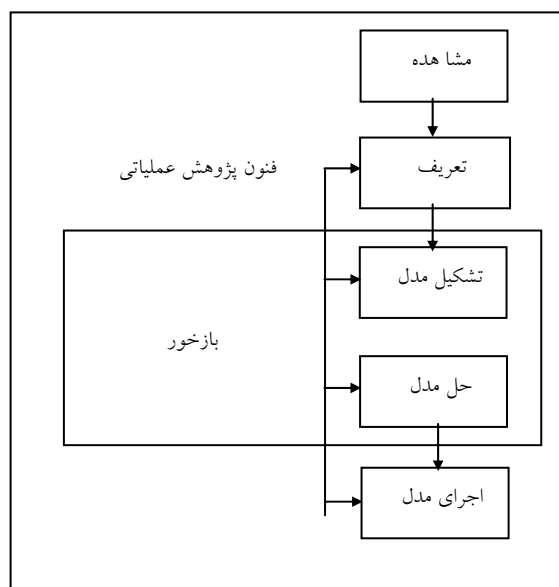 مشا هده
فنون پژوهش عملیاتی
تعریف
تشکیل مدل
بازخور
حل مدل
اجرای مدل